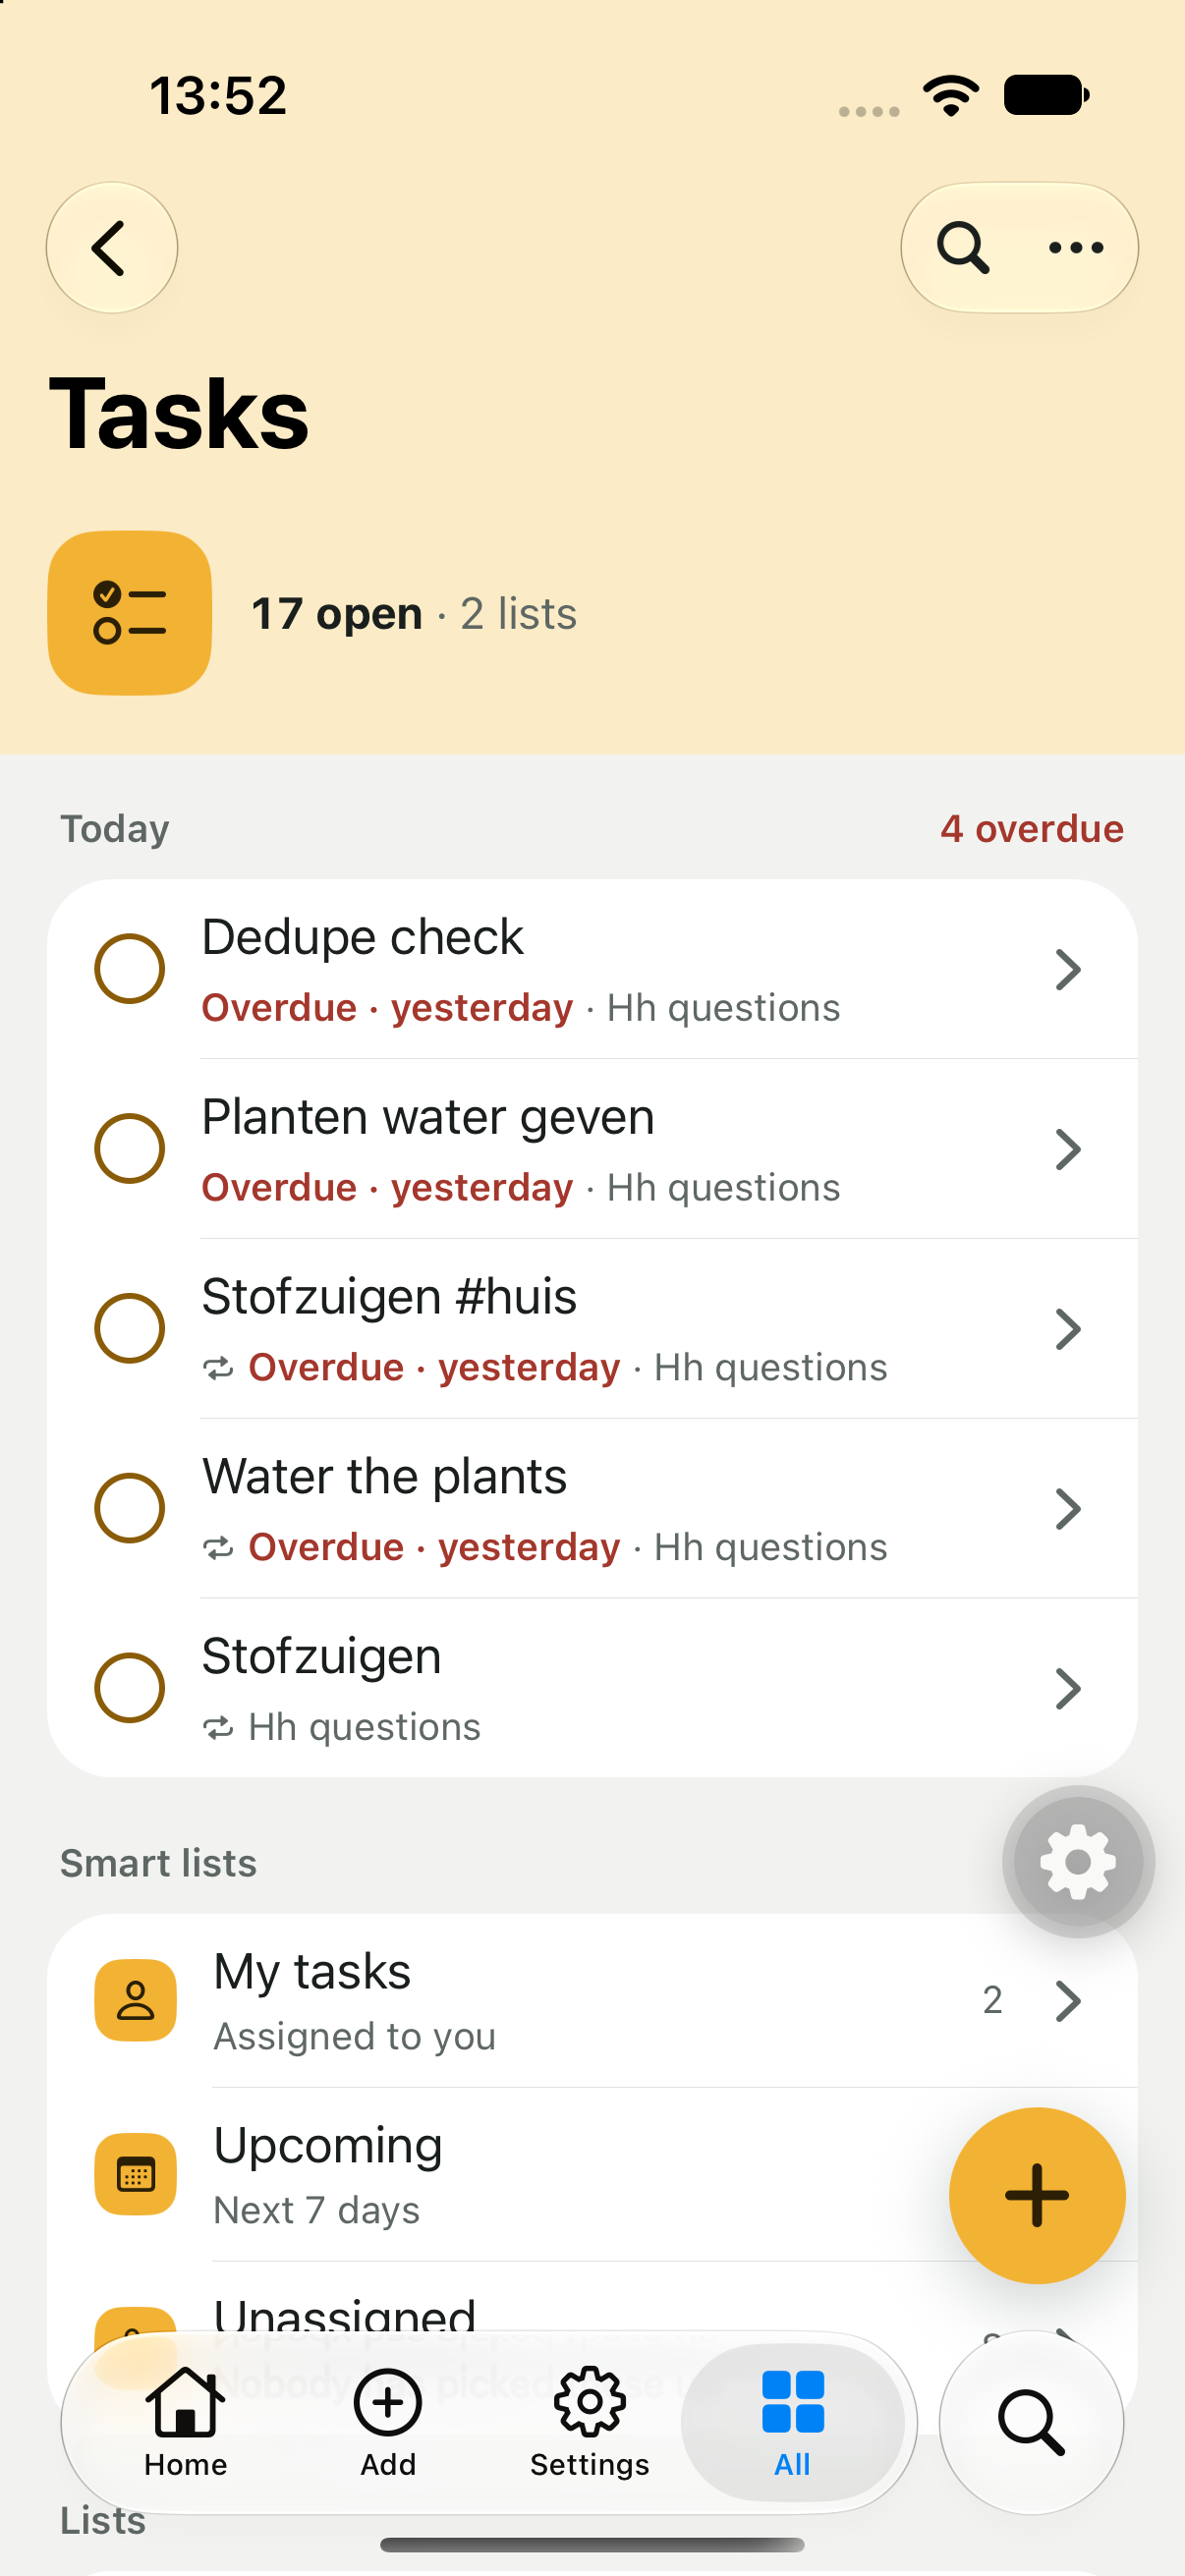 13:52
Tasks
17 open · 2 lists
Today
4 overdue
Dedupe check
Overdue · yesterday · Hh questions
Planten water geven
Overdue · yesterday · Hh questions
Stofzuigen #huis
Overdue · yesterday · Hh questions
Water the plants
Overdue · yesterday · Hh questions
Stofzuigen
Hh questions
Smart lists
My tasks
2
Assigned to you
Upcoming
Next 7 days
Unassigned
Nobody has picked
Home
Add
Settings
All
Lists